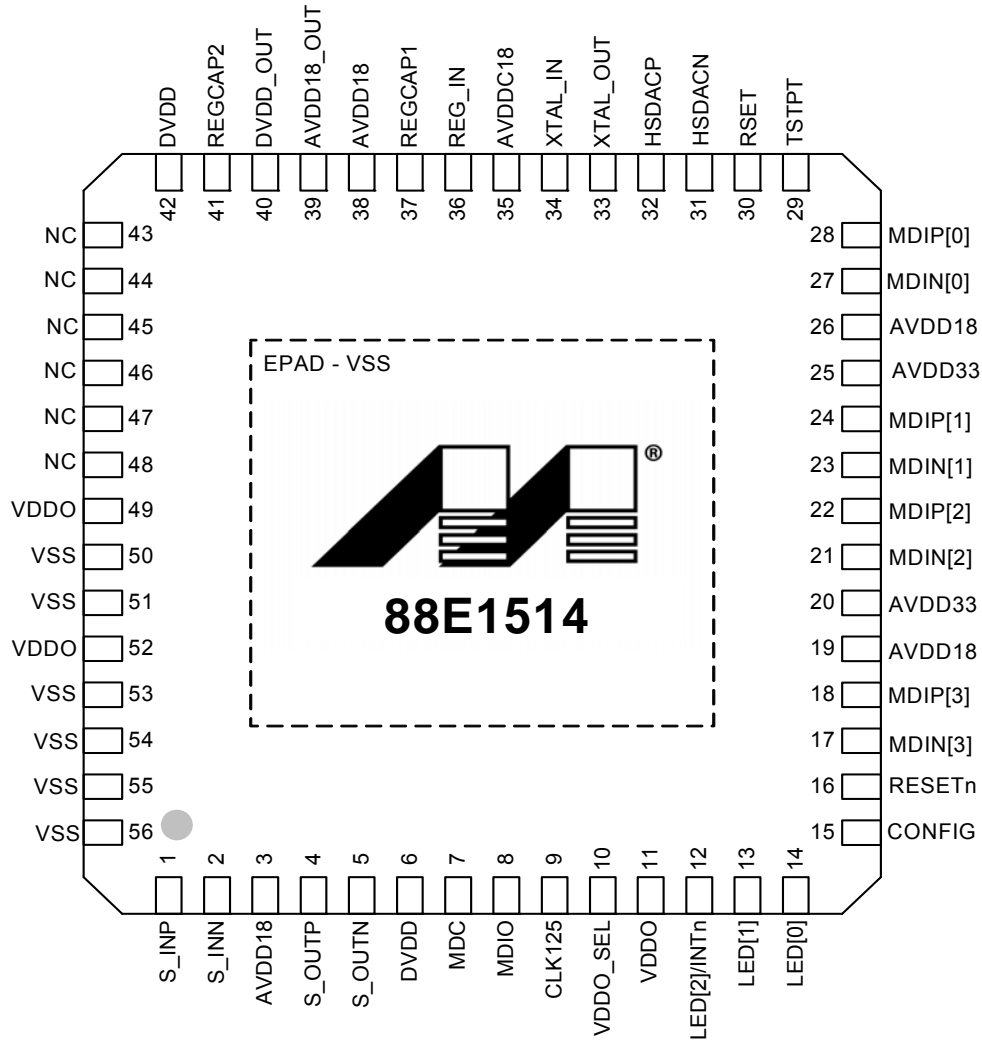 DVDD
REGCAP2
DVDD_OUT
AVDD18_OUT
AVDD18
REGCAP1
REG_IN
AVDDC18
XTAL_IN
XTAL_OUT
HSDACP
HSDACN
RSET
TSTPT
42
41
40
39
38
37
36
35
34
33
32
31
30
29
NC 43
NC 44
NC 45
NC 46
NC 47
NC 48
VDDO 49
VSS 50
VSS 51
VDDO 52
VSS 53
VSS 54
VSS 55
VSS 56
EPAD - VSS
®
88E1514
28 MDIP[0]
27 MDIN[0]
26 AVDD18
25 AVDD33
24 MDIP[1]
23 MDIN[1]
22 MDIP[2]
21 MDIN[2]
20 AVDD33
19 AVDD18
18 MDIP[3]
17 MDIN[3]
16 RESETn
15 CONFIG
1
2
3
4
5
6
7
8
9
10
11
12
13
14
S_INP
S_INN
AVDD18
S_OUTP
S_OUTN
DVDD
MDC
MDIO
CLK125
VDDO_SEL
VDDO
LED[2]/INTn
LED[1]
LED[0]